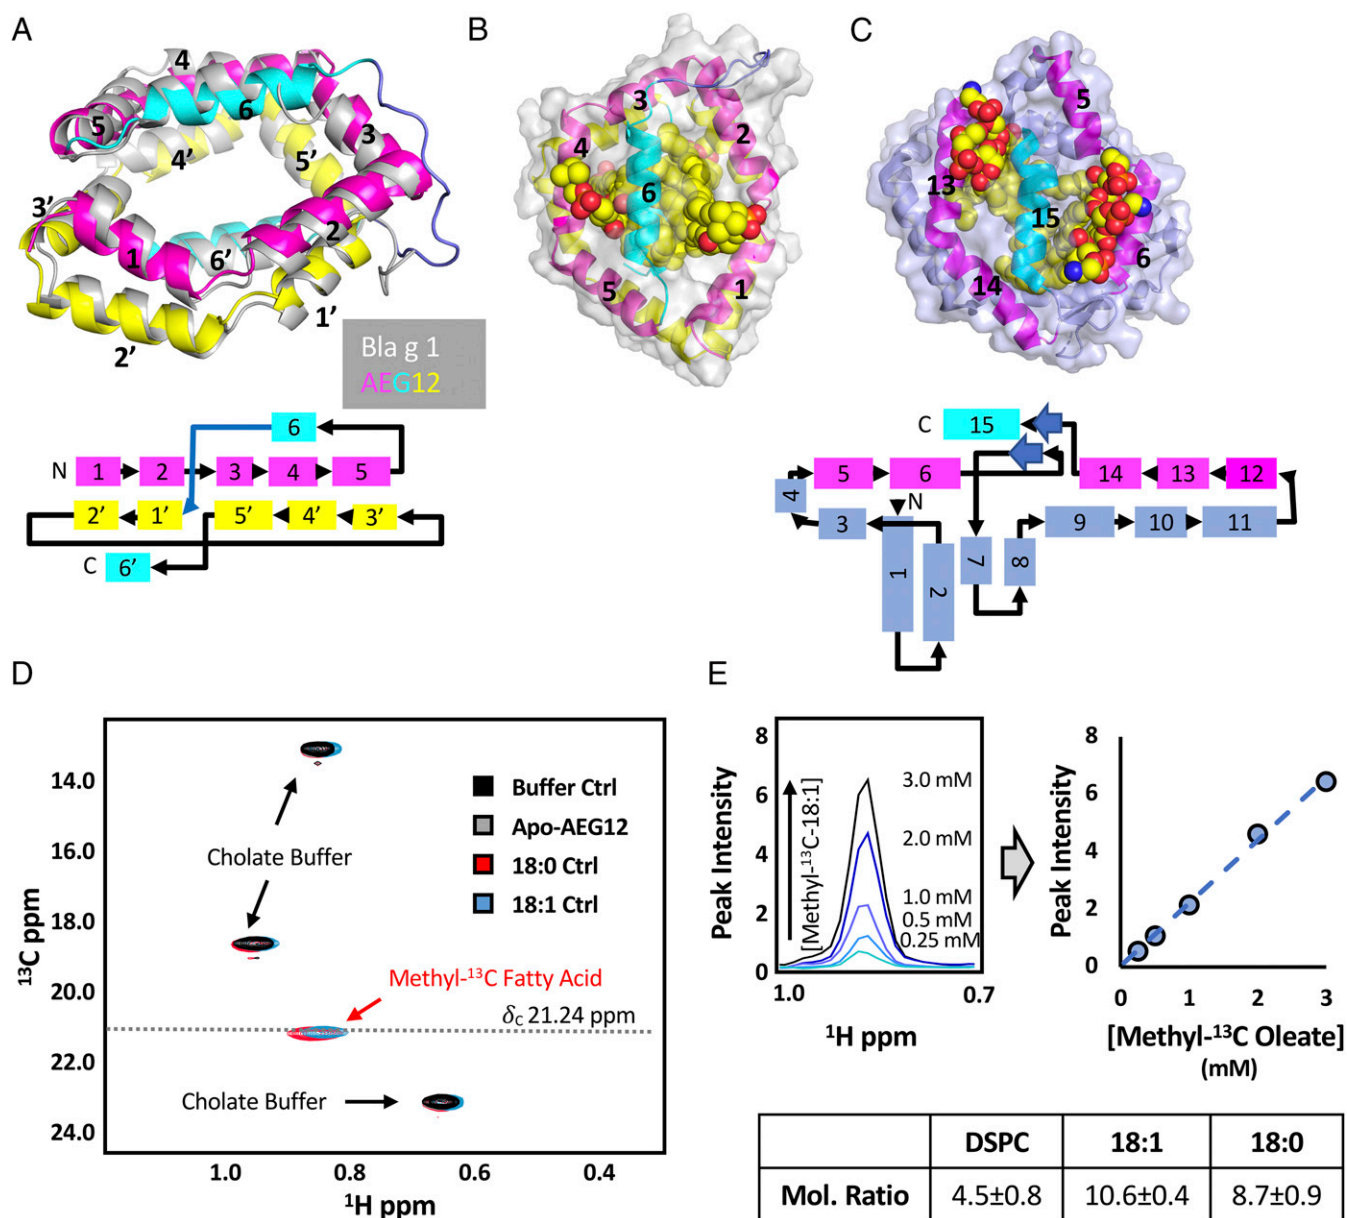 A
B
C
4
6
5
3
4'
5'
3'
2
1
6'
1'
2'
Bla g 1
AEG12
3
2
4
6
5
1
5
13
15
6
14
6
N 1 2 3 4 5
2' 1' 5' 4' 3'
C 6'
C 15
5 6 14 13 12
4 N
3 9 10 11
1 2 7 8
D
14.0
16.0
18.0
20.0
22.0
24.0
13C ppm
Cholate Buffer
Buffer Ctrl
Apo-AEG12
18:0 Ctrl
18:1 Ctrl
Methyl-13C Fatty Acid
δC 21.24 ppm
Cholate Buffer
1.0 0.8 0.6 0.4
1H ppm
E
8
6
4
2
0
Peak Intensity
[Methyl-13C-18:1]
3.0 mM
2.0 mM
1.0 mM
0.5 mM
0.25 mM
1.0 0.7
1H ppm
8
6
4
2
0
Peak Intensity
0 1 2 3
[Methyl-13C Oleate]
(mM)
DSPC 18:1 18:0
Mol. Ratio 4.5±0.8 10.6±0.4 8.7±0.9